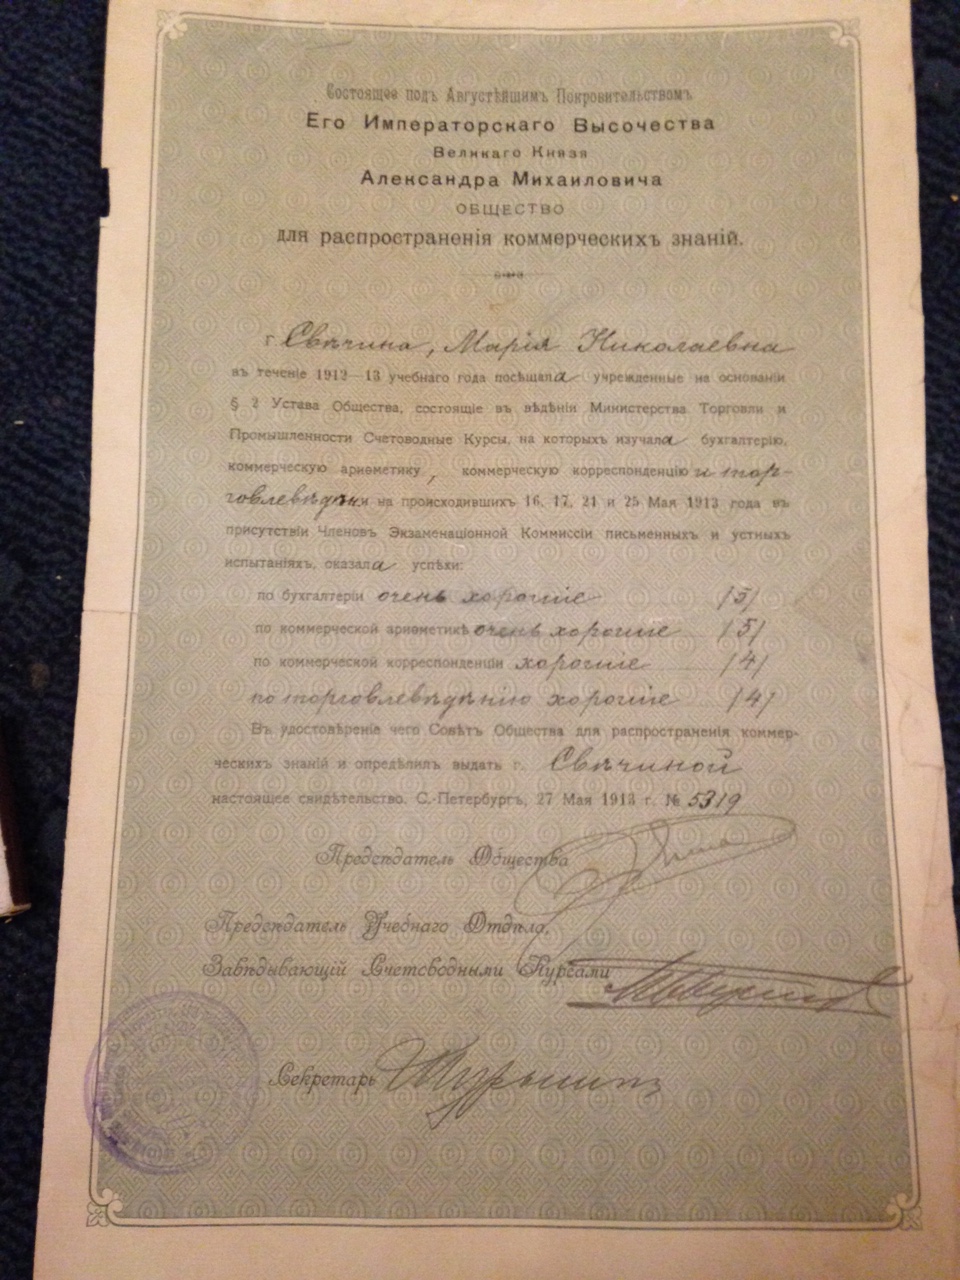 Состоящее подъ Августѣйшимъ Покровительствомъ
Его Императорскаго Высочества
Великаго Князя
Александра Михаиловича
ОБЩЕСТВО
для распространенія коммерческихъ знаній.
г. Свѣчина, Марія Николаевна
въ теченіе 1912—13 учебнаго года посѣщала учрежденные на основаніи
§ 2 Устава Общества, состоящіе въ вѣдѣніи Министерства Торговли и
Промышленности Счетоводные Курсы, на которыхъ изучала бухгалтерію,
коммерческую ариѳметику, коммерческую корреспонденцію и тор-
говлевѣдѣн и на происходившихъ 16, 17, 21 и 25 Мая 1913 года въ
присутствіи Членовъ Экзаменаціонной Коммиссіи письменныхъ и устныхъ
испытаніяхъ, оказала успѣхи:
по бухгалтеріи очень хорошіе /5/
по коммерческой ариѳметикѣ очень хорошіе /5/
по коммерческой корреспонденціи хорошіе /4/
по торговлевѣдѣнію хорошіе /4/
Въ удостовѣреніе чего Совѣтъ Общества для распространенія коммер-
ческихъ знаній и опредѣлилъ выдать г. Свѣчиной
настоящее свидѣтельство. С.-Петербургъ, 27 Мая 1913 г. № 5319
Предсѣдатель Общества
Предсѣдатель Учебнаго Отдѣла,
Завѣдывающій Счетоводными Курсами
Секретарь